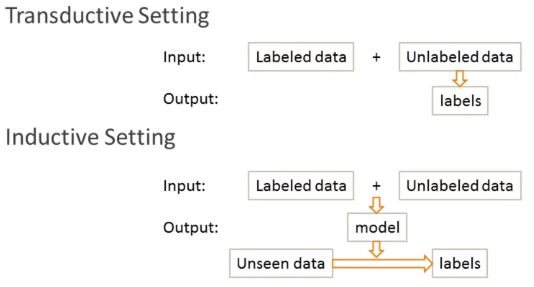 Transductive Setting
Input: Labeled data + Unlabeled data
Output: labels
Inductive Setting
Input: Labeled data + Unlabeled data
Output: model
Unseen data labels